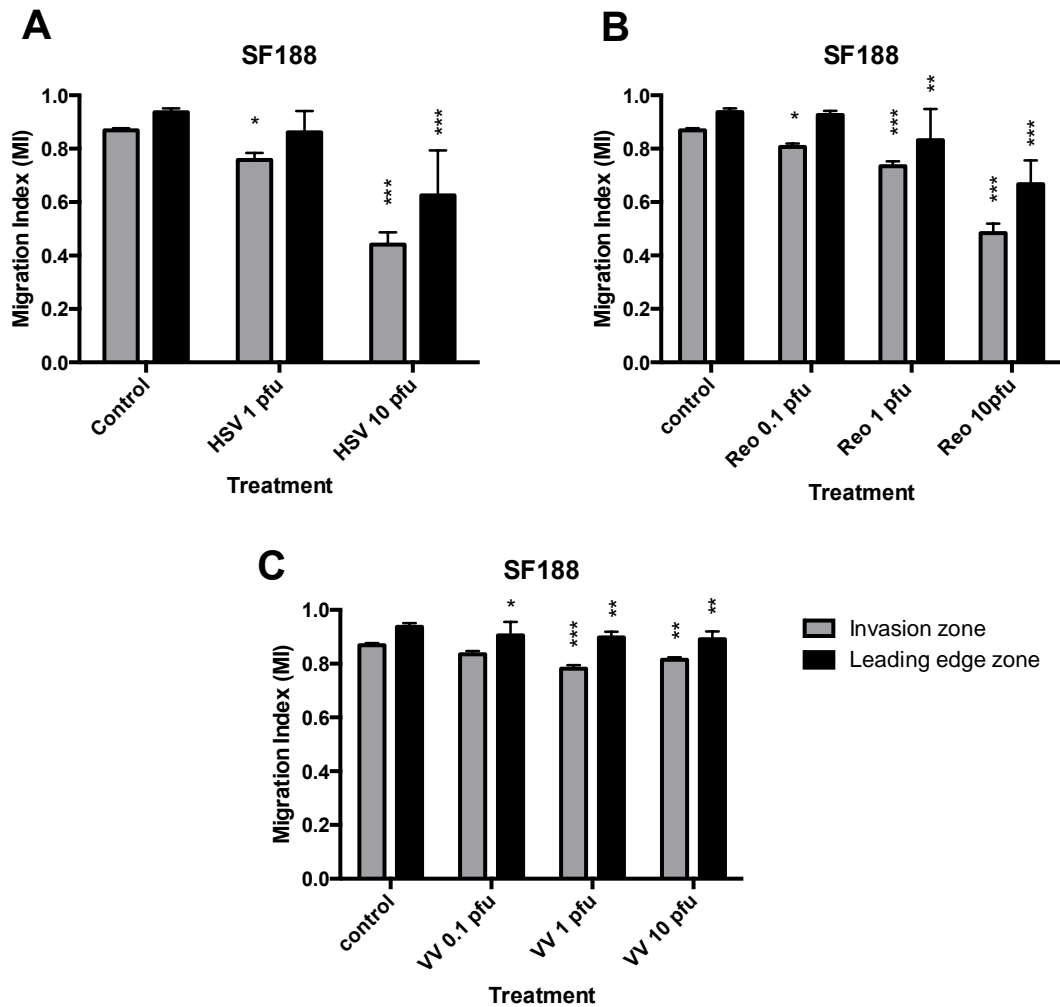 A
SF188
Migration Index (MI)
1.0
0.8
0.6
0.4
0.2
0.0
*
***
***
Control
HSV 1 pfu
HSV 10 pfu
Treatment
B
SF188
Migration Index (MI)
1.0
0.8
0.6
0.4
0.2
0.0
*
***
**
***
***
control
Reo 0.1 pfu
Reo 1 pfu
Reo 10pfu
Treatment
C
SF188
Migration Index (MI)
1.0
0.8
0.6
0.4
0.2
0.0
*
***
**
**
**
control
VV 0.1 pfu
VV 1 pfu
VV 10 pfu
Treatment
Invasion zone
Leading edge zone